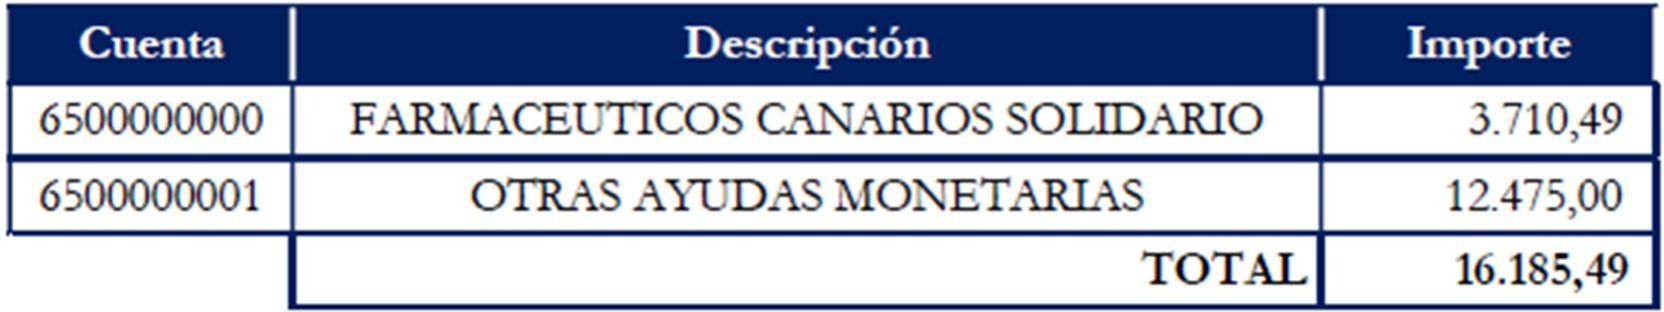 Cuenta Descripción Importe
6500000000 FARMACEUTICOS CANARIOS SOLIDARIO 3.710,49
6500000001 OTRAS AYUDAS MONETARIAS 12.475,00
TOTAL 16.185,49